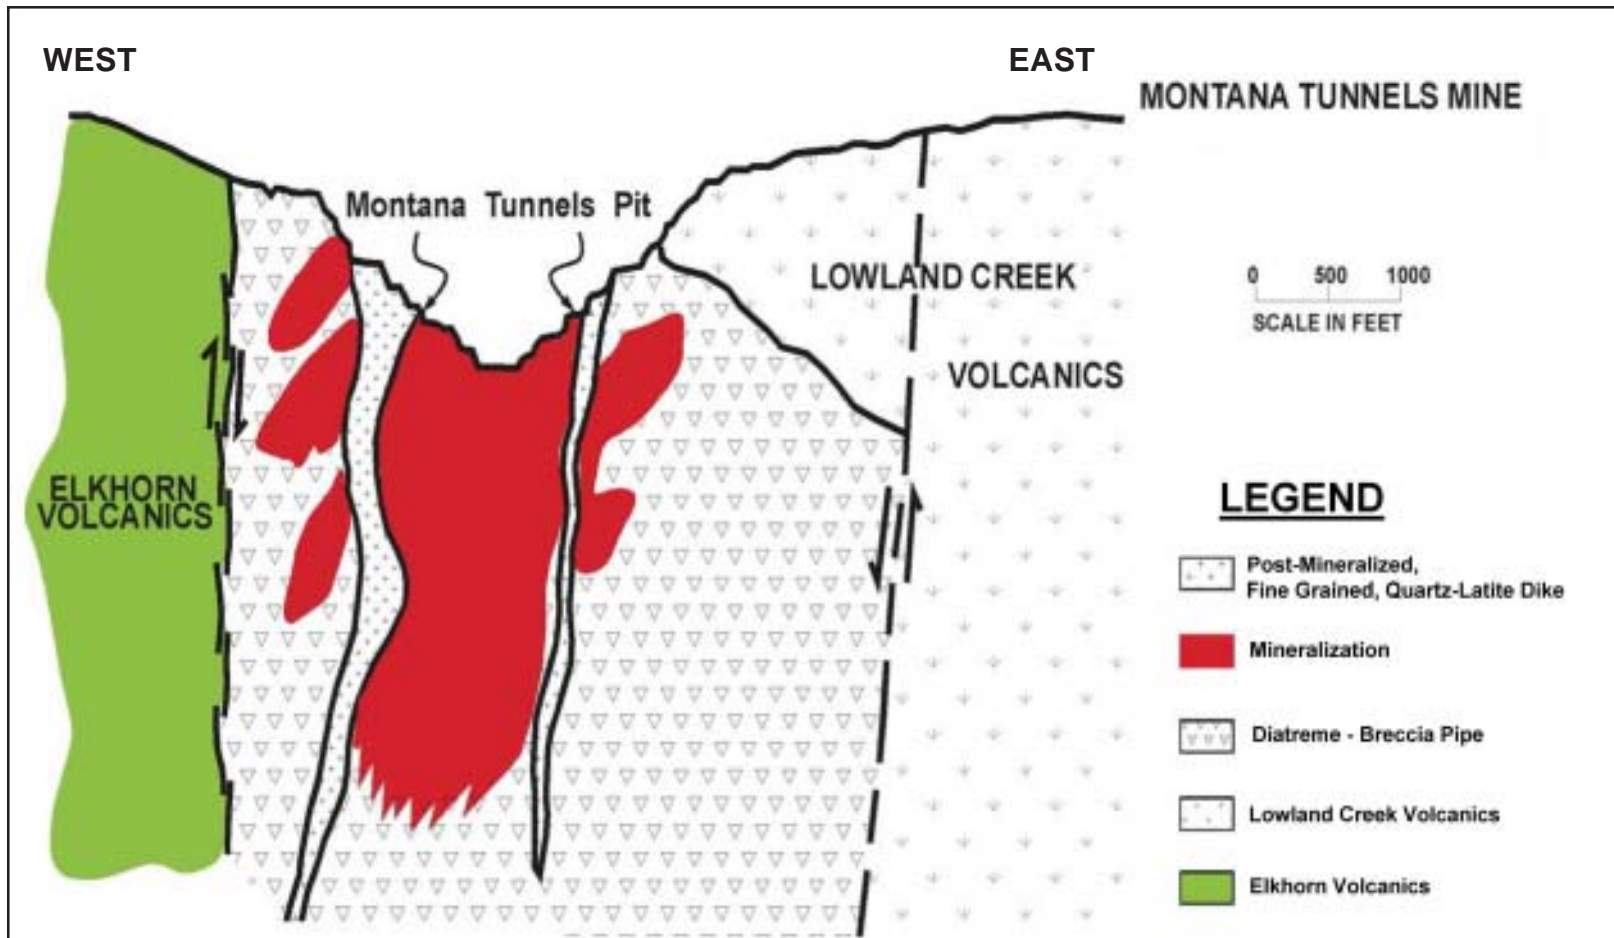 WEST
EAST
MONTANA TUNNELS MINE
Montana Tunnels Pit
LOWLAND CREEK
VOLCANICS
0 500 1000
SCALE IN FEET
ELKHORN
VOLCANICS
LEGEND
Post-Mineralized,
Fine Grained, Quartz-Latite Dike
Mineralization
Diatreme - Breccia Pipe
Lowland Creek Volcanics
Elkhorn Volcanics